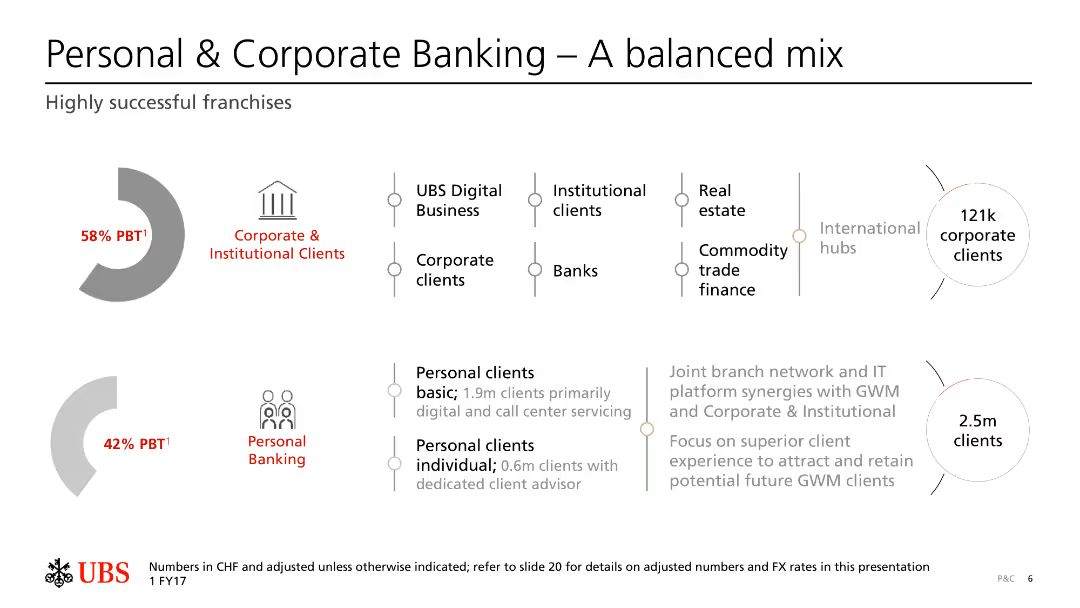 Personal & Corporate Banking – A balanced mix
Highly successful franchises
58% PBT¹
Corporate &
Institutional Clients
UBS Digital
Business
Institutional
clients
Real
estate
Corporate
clients
Banks
Commodity
trade
finance
International
hubs
121k
corporate
clients
42% PBT¹
Personal
Banking
Personal clients
basic; 1.9m clients primarily
digital and call center servicing
Personal clients
individual; 0.6m clients with
dedicated client advisor
Joint branch network and IT
platform synergies with GWM
and Corporate & Institutional
Focus on superior client
experience to attract and retain
potential future GWM clients
2.5m
clients
UBS
Numbers in CHF and adjusted unless otherwise indicated; refer to slide 20 for details on adjusted numbers and FX rates in this presentation
1 FY17
P&C 6